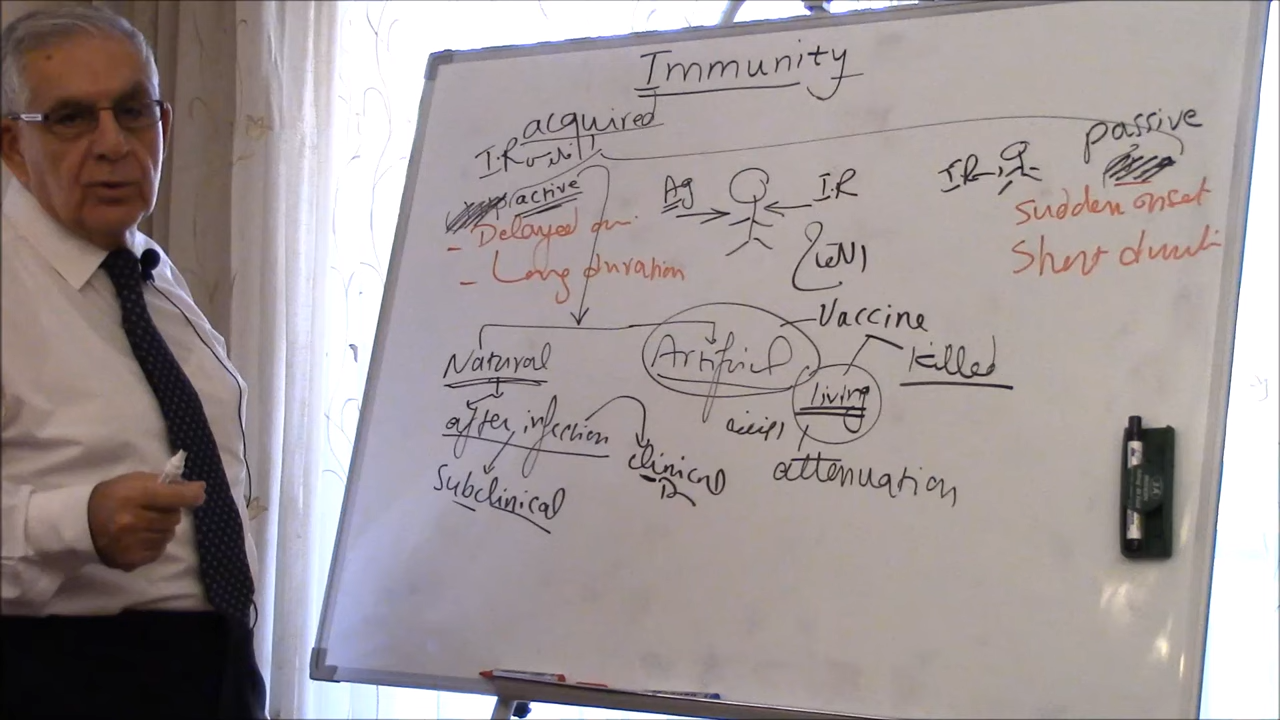 Immunity
acquired
I.R
passive
active
Ag
I.R
I.R
- Delayed
sudden onset
- Long duration
Short
Vaccine
Natural
Artificial
killed
living
after infection
clinical
attenuation
Subclinical